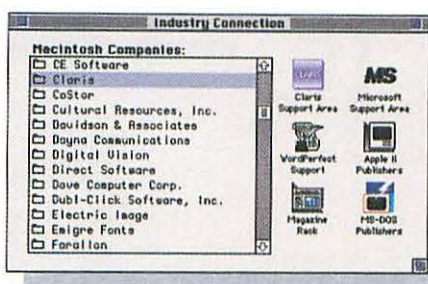 Industry Connection
Macintosh Companies:
CE Software
Claris
CoStar
Cultural Resources, Inc.
Davidson & Associates
Dayna Communications
Digital Vision
Direct Software
Dove Computer Corp.
Dubl-Click Software, Inc.
Electric Image
Emigre Fonts
Farallon
CLARIS
Claris
Support Area
MS
Microsoft
Support Area
WordPerfect
Support
Apple II
Publishers
Magazine
Rack
MS-DOS
Publishers